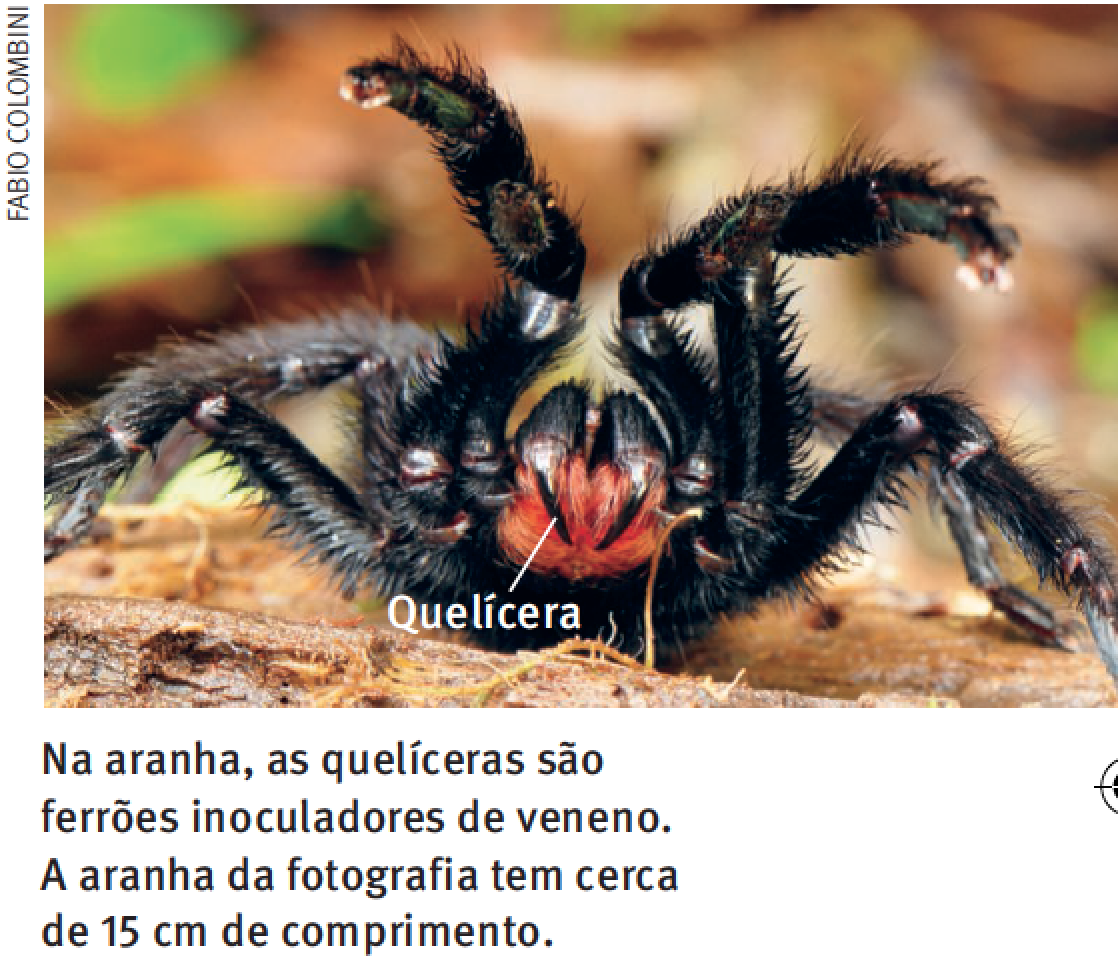 FABIO COLOMBINI
Quelícera
Na aranha, as quelíceras são
ferrões inoculadores de veneno.
A aranha da fotografia tem cerca
de 15 cm de comprimento.